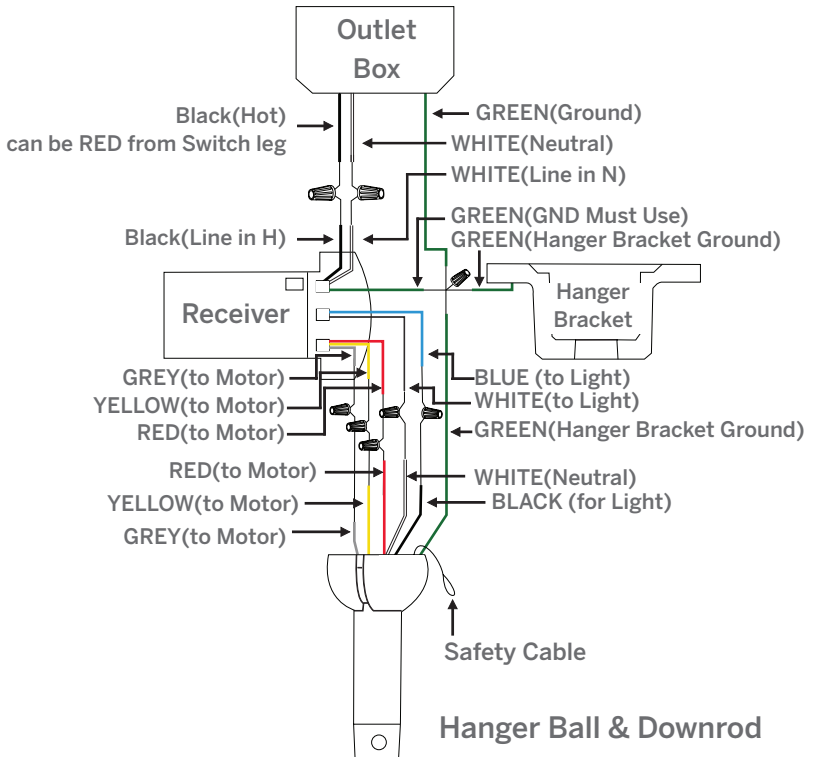 Outlet
Box
Black(Hot)
can be RED from Switch leg
GREEN(Ground)
WHITE(Neutral)
WHITE(Line in N)
GREEN(GND Must Use)
Black(Line in H)
GREEN(Hanger Bracket Ground)
Receiver
Hanger
Bracket
GREY(to Motor)
BLUE (to Light)
YELLOW(to Motor)
WHITE(to Light)
RED(to Motor)
GREEN(Hanger Bracket Ground)
RED(to Motor)
WHITE(Neutral)
YELLOW(to Motor)
BLACK (for Light)
GREY(to Motor)
Safety Cable
Hanger Ball & Downrod